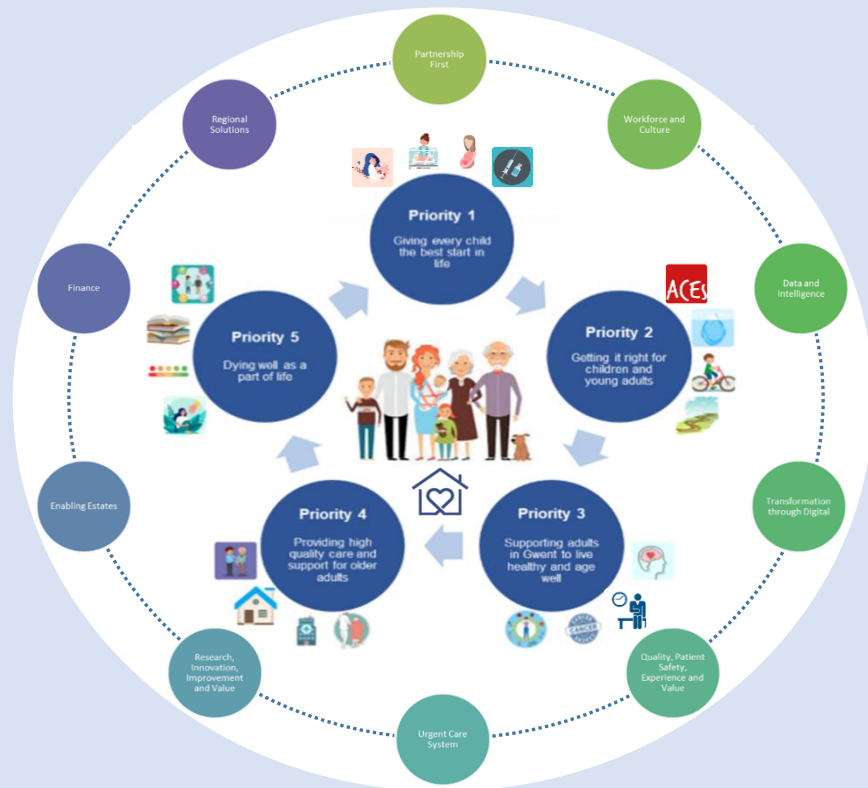 Partnership
First
Workforce and
Culture
Data and
Intelligence
Transformation
through Digital
Quality, Patient
Safety,
Experience and
Value
Urgent Care
System
Research,
Innovation,
Improvement
and Value
Enabling Estates
Finance
Regional
Solutions
Priority 1
Giving every child
the best start in
life
ACEs
Priority 2
Getting it right for
children and
young adults
Priority 3
Supporting adults
in Gwent to live
healthy and age
well
CANCER
Priority 4
Providing high
quality care and
support for older
adults
Priority 5
Dying well as a
part of life